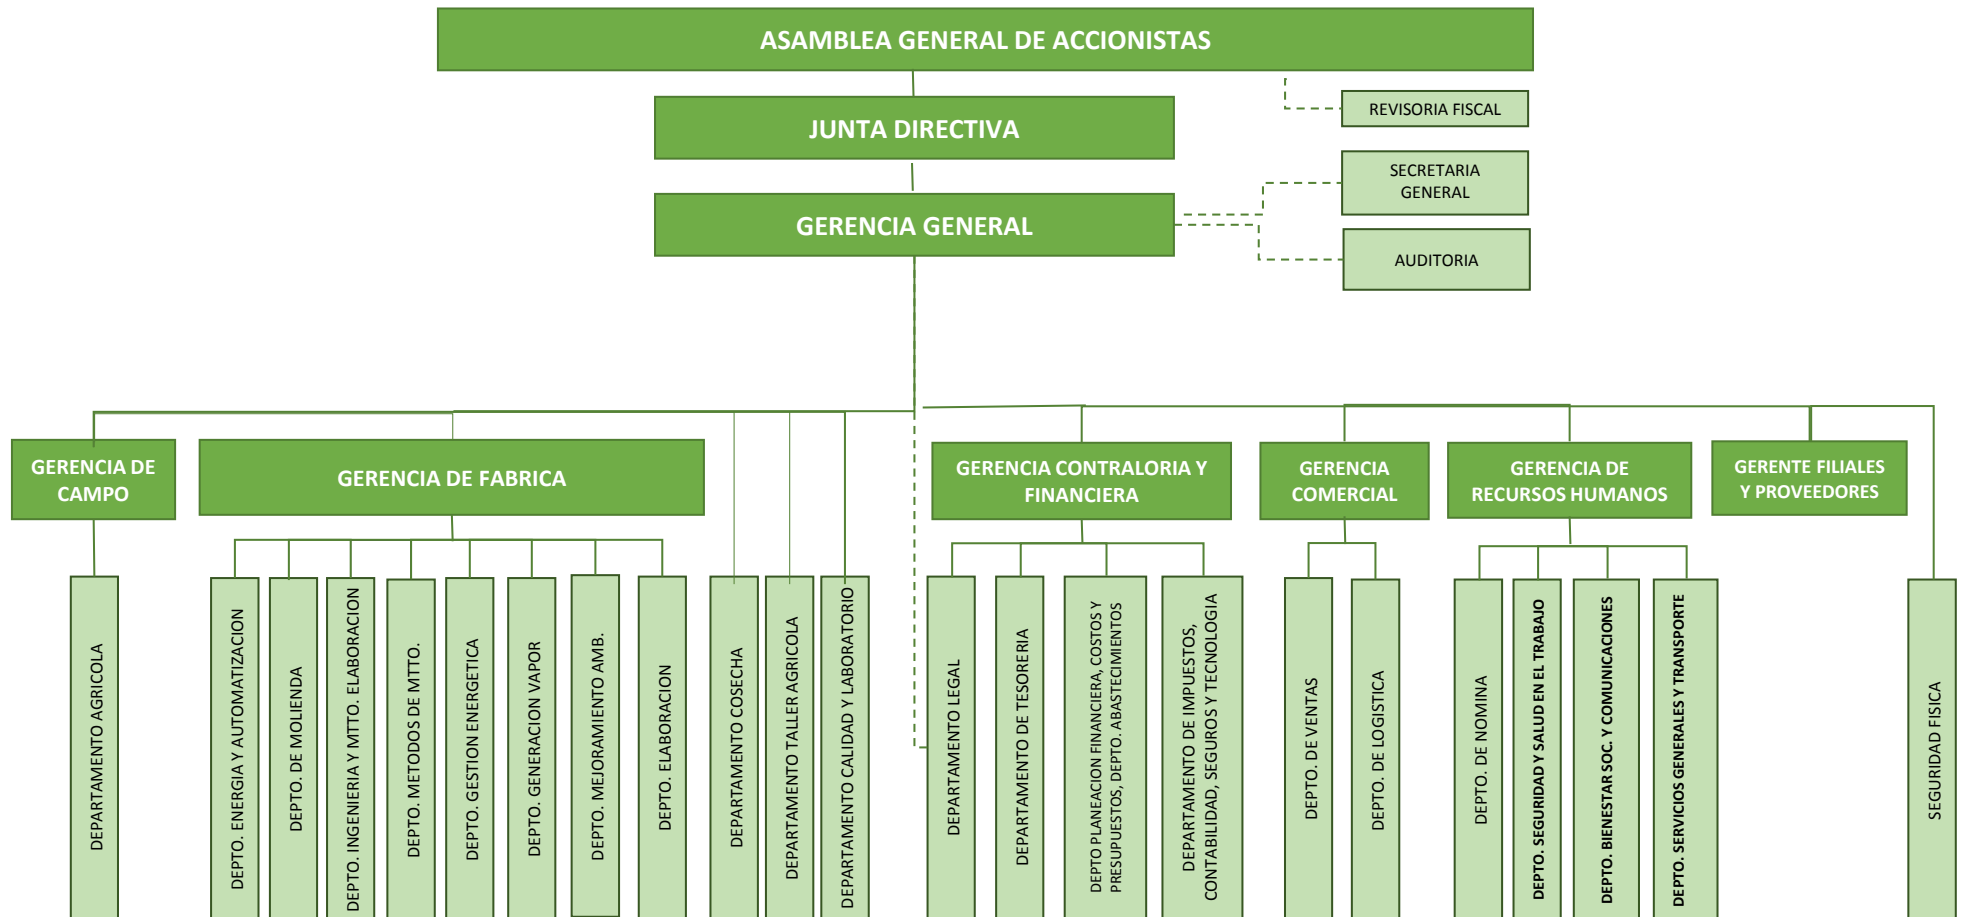 ASAMBLEA GENERAL DE ACCIONISTAS
REVISORIA FISCAL
JUNTA DIRECTIVA
SECRETARIA
GENERAL
GERENCIA GENERAL
AUDITORIA
GERENCIA DE
CAMPO
GERENCIA DE FABRICA
GERENCIA CONTRALORIA Y
FINANCIERA
GERENCIA
COMERCIAL
GERENCIA DE
RECURSOS HUMANOS
GERENTE FILIALES
Y PROVEEDORES
DEPARTAMENTO AGRICOLA
DEPTO. ENERGIA Y AUTOMATIZACION
DEPTO. DE MOLIENDA
DEPTO. INGENIERIA Y MTTO. ELABORACION
DEPTO. METODOS DE MTTO.
DEPTO. GESTION ENERGETICA
DEPTO. GENERACION VAPOR
DEPTO. MEJORAMIENTO AMB.
DEPTO. ELABORACION
DEPARTAMENTO COSECHA
DEPARTAMENTO TALLER AGRICOLA
DEPARTAMENTO CALIDAD Y LABORATORIO
DEPARTAMENTO LEGAL
DEPARTAMENTO DE TESORERIA
DEPTO PLANEACION FINANCIERA, COSTOS Y
PRESUPUESTOS, DEPTO. ABASTECIMIENTOS
DEPARTAMENTO DE IMPUESTOS,
CONTABILIDAD, SEGUROS Y TECNOLOGIA
DEPTO. DE VENTAS
DEPTO. DE LOGISTICA
DEPTO. DE NOMINA
DEPTO. SEGURIDAD Y SALUD EN EL TRABAJO
DEPTO. BIENESTAR SOC. Y COMUNICACIONES
DEPTO. SERVICIOS GENERALES Y TRANSPORTE
SEGURIDAD FISICA